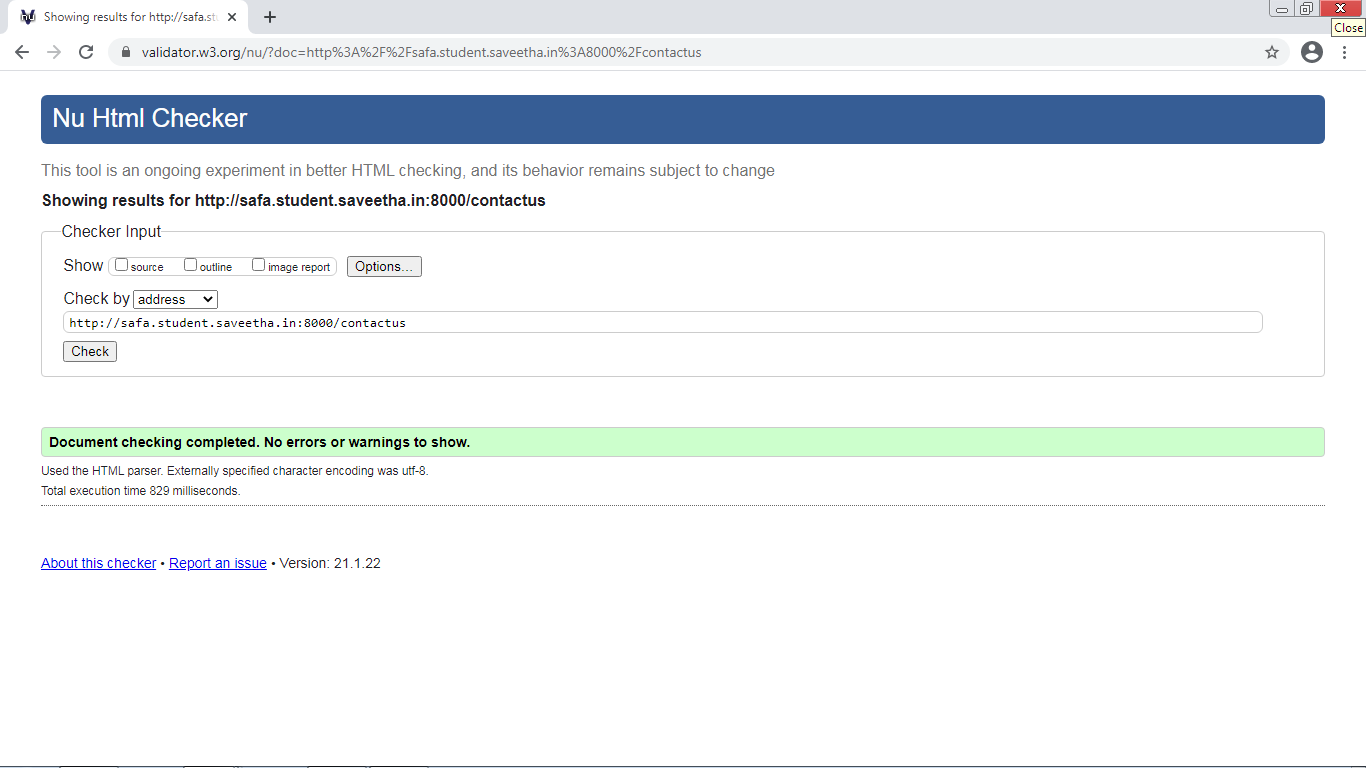 Showing results for http://safa.st
Close
validator.w3.org/nu/?doc=http%3A%2F%2Fsafa.student.saveetha.in%3A8000%2Fcontactus
Nu Html Checker
This tool is an ongoing experiment in better HTML checking, and its behavior remains subject to change
Showing results for http://safa.student.saveetha.in:8000/contactus
Checker Input
Show source outline image report Options...
Check by address
http://safa.student.saveetha.in:8000/contactus
Check
Document checking completed. No errors or warnings to show.
Used the HTML parser. Externally specified character encoding was utf-8.
Total execution time 829 milliseconds.
About this checker • Report an issue • Version: 21.1.22